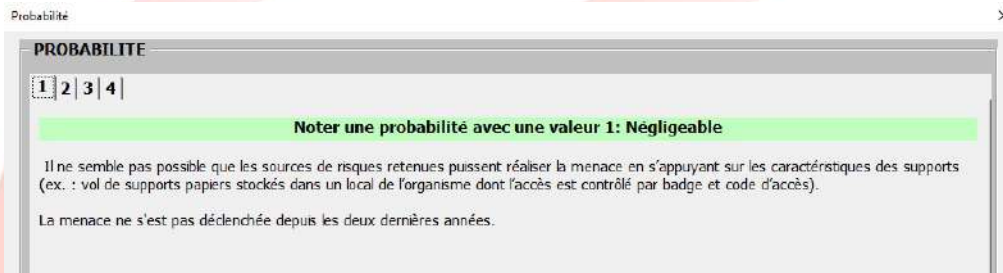 Probabilité
PROBABILITE
1 2 3 4
Noter une probabilité avec une valeur 1: Négligeable
Il ne semble pas possible que les sources de risques retenues puissent réaliser la menace en s'appuyant sur les caractéristiques des supports
(ex. : vol de supports papiers stockés dans un local de l'organisme dont l'accès est contrôlé par badge et code d'accès).
La menace ne s'est pas déclenchée depuis les deux dernières années.